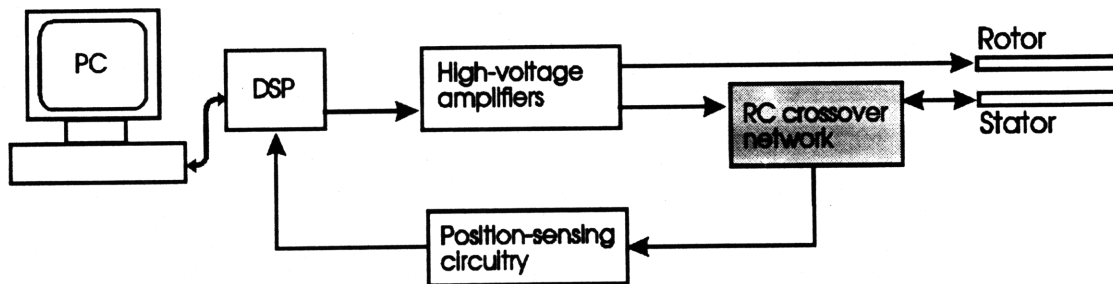 PC
DSP
High-voltage
amplifiers
Rotor
RC crossover
network
Stator
Position-sensing
circuitry